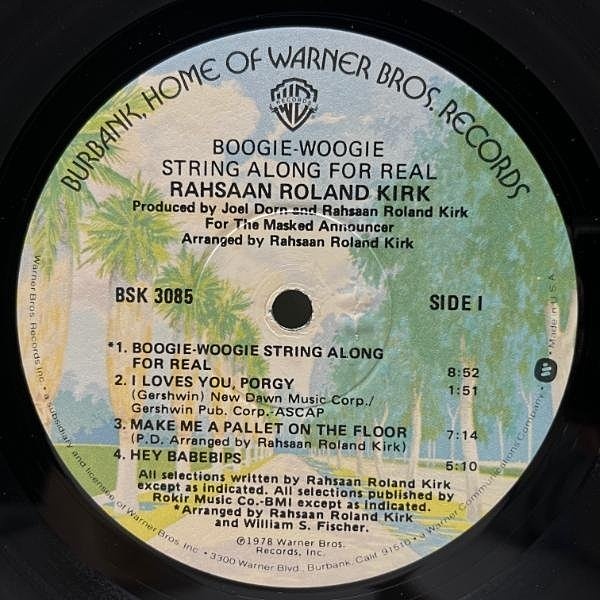 BURBANK, HOME OF WARNER BROS. RECORDS
WB
RECORDS
BOOGIE-WOOGIE
STRING ALONG FOR REAL
RAHSAAN ROLAND KIRK
Produced by Joel Dorn and Rahsaan Roland Kirk
For The Masked Announcer
Arranged by Rahsaan Roland Kirk
BSK 3085
SIDE 1
*1. BOOGIE-WOOGIE STRING ALONG
FOR REAL 8:52
2. I LOVES YOU, PORGY 1:51
(Gershwin) New Dawn Music Corp./
Gershwin Pub. Corp.-ASCAP
3. MAKE ME A PALLET ON THE FLOOR 7:14
(P.D. Arranged by Rahsaan Roland Kirk)
4. HEY BABEBIPS 5:10
All selections written by Rahsaan Roland Kirk
except as indicated. All selections published by
Rokir Music Co.-BMI except as indicated.
*Arranged by Rahsaan Roland Kirk
and William S. Fischer.
℗1978 Warner Bros.
Records, Inc.
Warner Bros. Records Inc. • a subsidiary and licensee of Warner Bros. Inc. • 3300 Warner Blvd., Burbank, Calif. 91510 • a Warner Communications Company • Made in U.S.A.